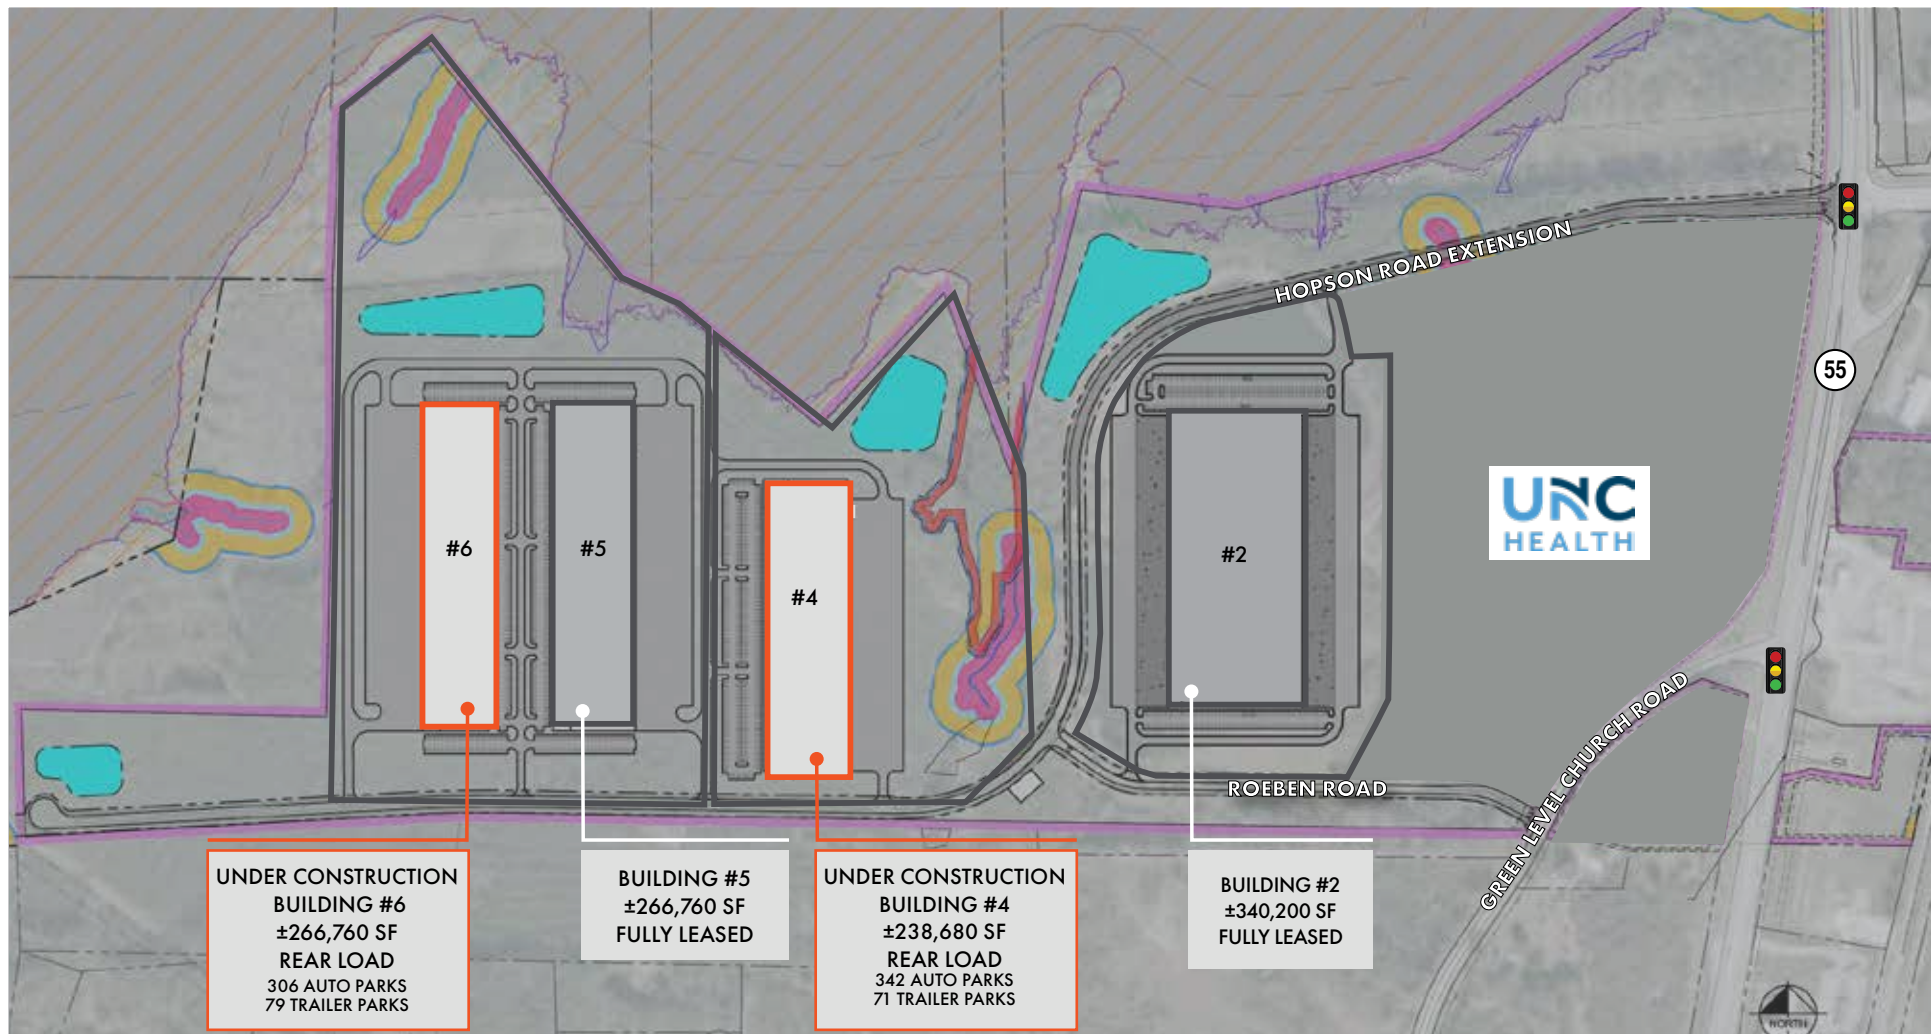 HOPSON ROAD EXTENSION
55
UNC
HEALTH
#6
#5
#4
#2
GREEN LEVEL CHURCH ROAD
ROEBEN ROAD
UNDER CONSTRUCTION
BUILDING #6
±266,760 SF
REAR LOAD
306 AUTO PARKS
79 TRAILER PARKS
BUILDING #5
±266,760 SF
FULLY LEASED
UNDER CONSTRUCTION
BUILDING #4
±238,680 SF
REAR LOAD
342 AUTO PARKS
71 TRAILER PARKS
BUILDING #2
±340,200 SF
FULLY LEASED
NORTH